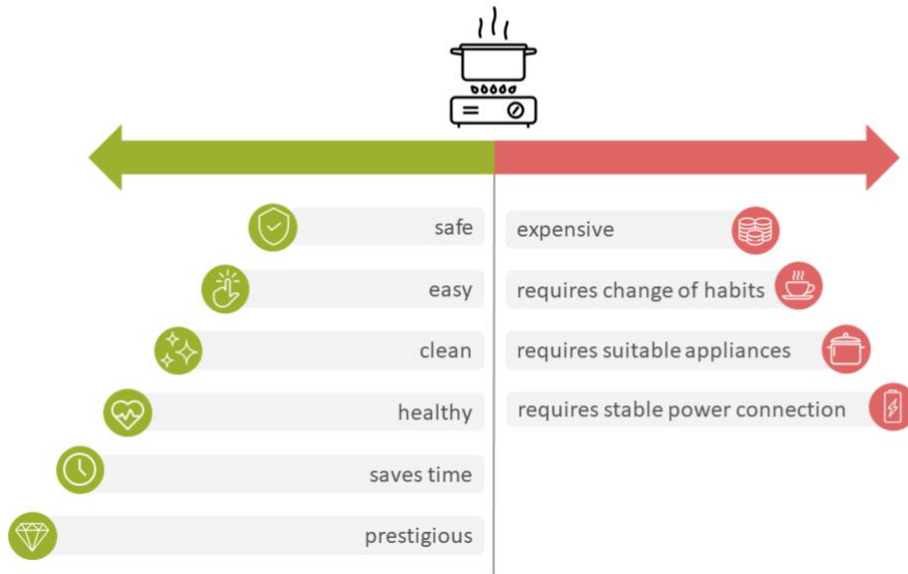 safe
easy
clean
healthy
saves time
prestigious
expensive
requires change of habits
requires suitable appliances
requires stable power connection